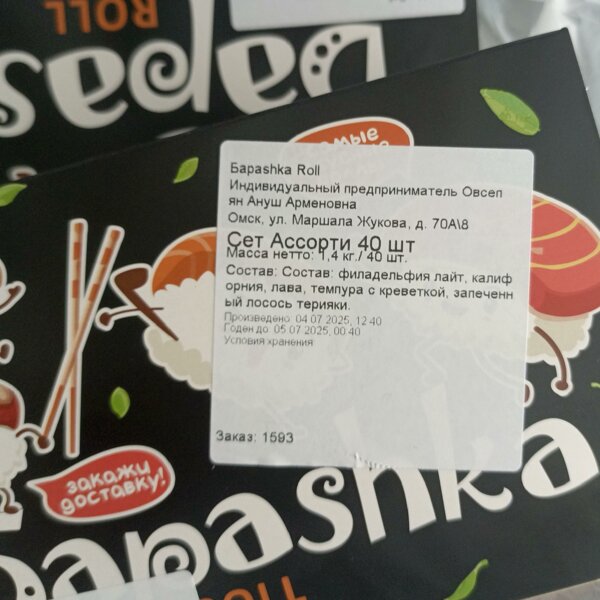 ROLL
Бараshka Roll
Индивидуальный предприниматель Овсеп
ян Ануш Арменовна
Омск, ул. Маршала Жукова, д. 70А\8
Сет Ассорти 40 шт
Масса нетто: 1,4 кг./ 40 шт.
Состав: Состав: филадельфия лайт, калиф
орния, лава, темпура с креветкой, запеченн
ый лосось терияки.
Произведено: 04.07.2025, 12:40
Годен до: 05.07.2025, 00:40
Условия хранения:
Заказ: 1593
закажи
доставку!
вараshka
ROLL